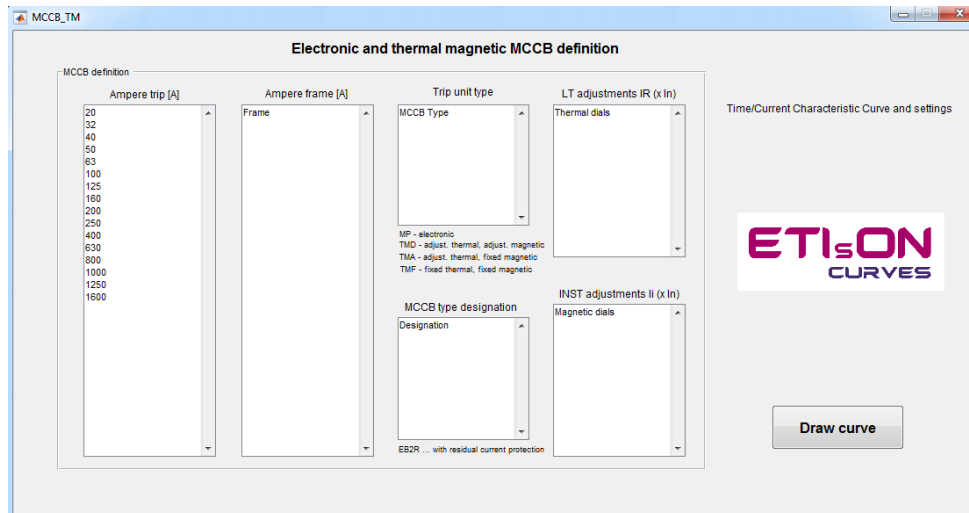 MCCB_TM
Electronic and thermal magnetic MCCB definition
MCCB definition
Ampere trip [A]
20
32
40
50
63
100
125
160
200
250
400
630
800
1000
1250
1600
Ampere frame [A]
Frame
Trip unit type
MCCB Type
MP - electronic
TMD - adjust. thermal, adjust. magnetic
TMA - adjust. thermal, fixed magnetic
TMF - fixed thermal, fixed magnetic
MCCB type designation
Designation
EB2R ... with residual current protection
LT adjustments IR (x In)
Thermal dials
INST adjustments Ii (x In)
Magnetic dials
Time/Current Characteristic Curve and settings
ETIsON
CURVES
Draw curve